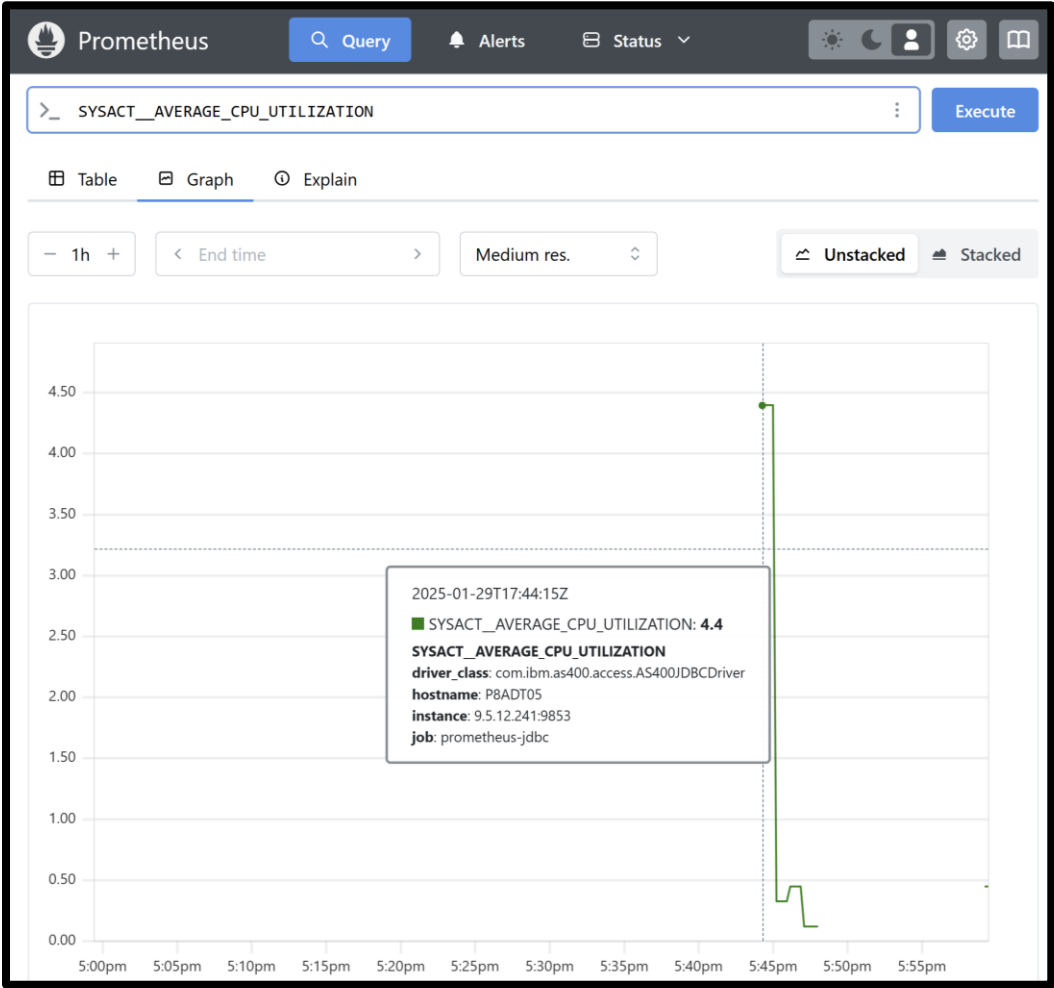 Prometheus Query Alerts Status
>_ SYSACT__AVERAGE_CPU_UTILIZATION Execute
Table Graph Explain
− 1h + < End time > Medium res. Unstacked Stacked
4.50
4.00
3.50
3.00
2.50
2.00
1.50
1.00
0.50
0.00
2025-01-29T17:44:15Z
SYSACT__AVERAGE_CPU_UTILIZATION: 4.4
SYSACT__AVERAGE_CPU_UTILIZATION
driver_class: com.ibm.as400.access.AS400JDBCDriver
hostname: P8ADT05
instance: 9.5.12.241:9853
job: prometheus-jdbc
5:00pm 5:05pm 5:10pm 5:15pm 5:20pm 5:25pm 5:30pm 5:35pm 5:40pm 5:45pm 5:50pm 5:55pm